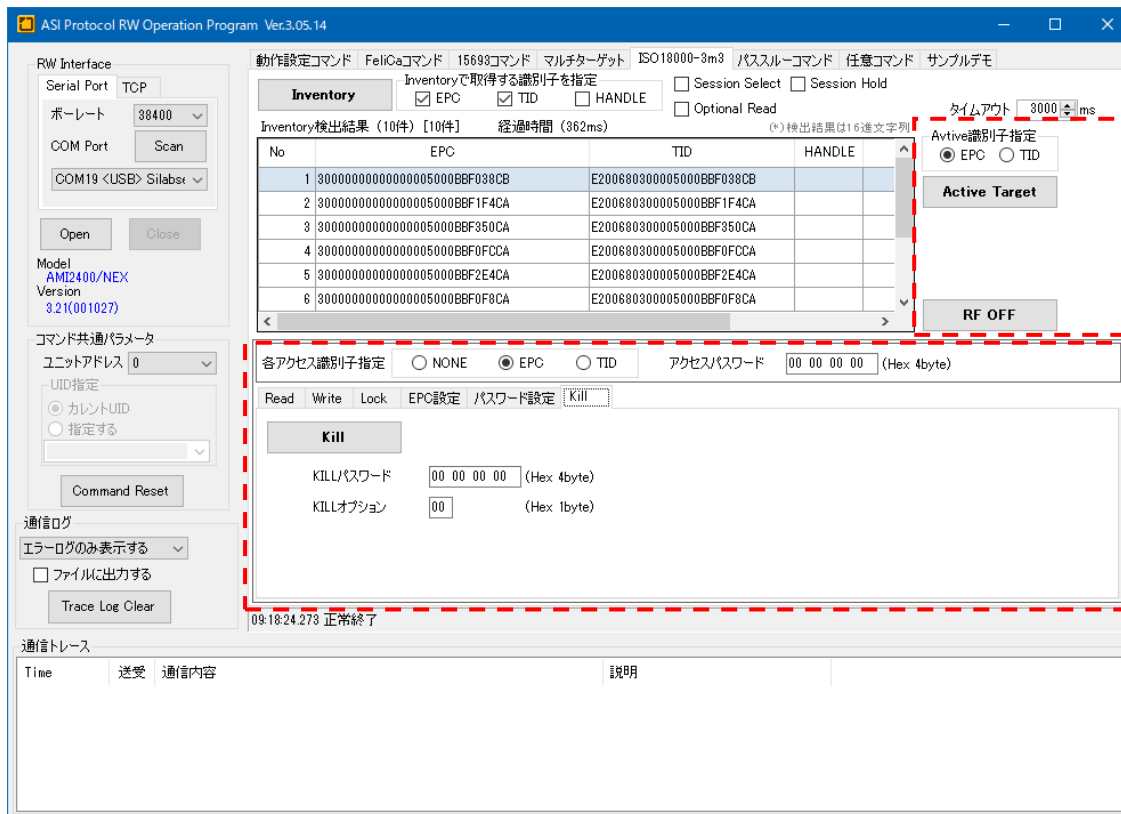 ASI Protocol RW Operation Program Ver.3.05.14
RW Interface
Serial Port TCP
ボーレート 38400
COM Port Scan
COM19 <USB> Silabse
Open Close
Model
AMI2400/NEX
Version
3.21(001027)
コマンド共通パラメータ
ユニットアドレス 0
UID指定
カレントUID
指定する
Command Reset
通信ログ
エラーログのみ表示する
ファイルに出力する
Trace Log Clear
動作設定コマンド FeliCaコマンド 15693コマンド マルチターゲット ISO18000-3m3 パススルーコマンド 任意コマンド サンプルデモ
Inventory
Inventoryで取得する識別子を指定
EPC TID HANDLE
Session Select Session Hold
Optional Read
タイムアウト 3000 ms
Inventory検出結果 (10件) [10件] 経過時間 (362ms) (*)検出結果は16進文字列
No EPC TID HANDLE
1 30000000000000005000BBF038CB E200680300005000BBF038CB
2 30000000000000005000BBF1F4CA E200680300005000BBF1F4CA
3 30000000000000005000BBF350CA E200680300005000BBF350CA
4 30000000000000005000BBF0FCCA E200680300005000BBF0FCCA
5 30000000000000005000BBF2E4CA E200680300005000BBF2E4CA
6 30000000000000005000BBF0F8CA E200680300005000BBF0F8CA
Avtive識別子指定
EPC TID
Active Target
RF OFF
各アクセス識別子指定 NONE EPC TID アクセスパスワード 00 00 00 00 (Hex 4byte)
Read Write Lock EPC設定 パスワード設定 Kill
Kill
KILLパスワード 00 00 00 00 (Hex 4byte)
KILLオプション 00 (Hex 1byte)
09:18:24.273 正常終了
通信トレース
Time 送受 通信内容 説明